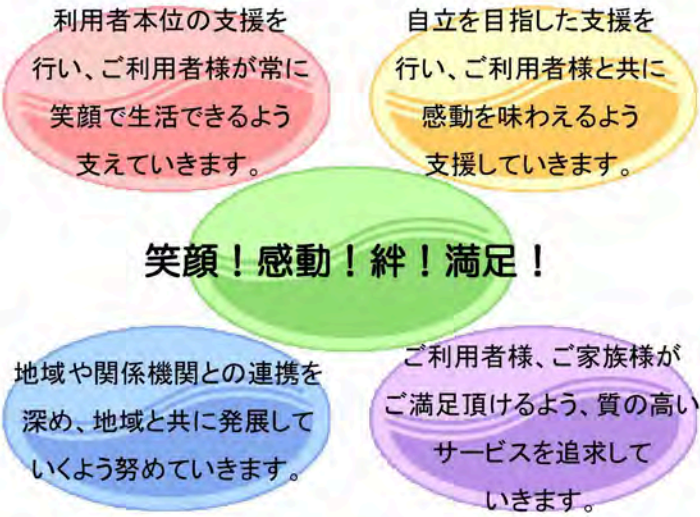 利用者本位の支援を
行い、ご利用者様が常に
笑顔で生活できるよう
支えていきます。
自立を目指した支援を
行い、ご利用者様と共に
感動を味わえるよう
支援していきます。
笑顔！感動！絆！満足！
地域や関係機関との連携を
深め、地域と共に発展して
いくよう努めていきます。
ご利用者様、ご家族様が
ご満足頂けるよう、質の高い
サービスを追求して
いきます。